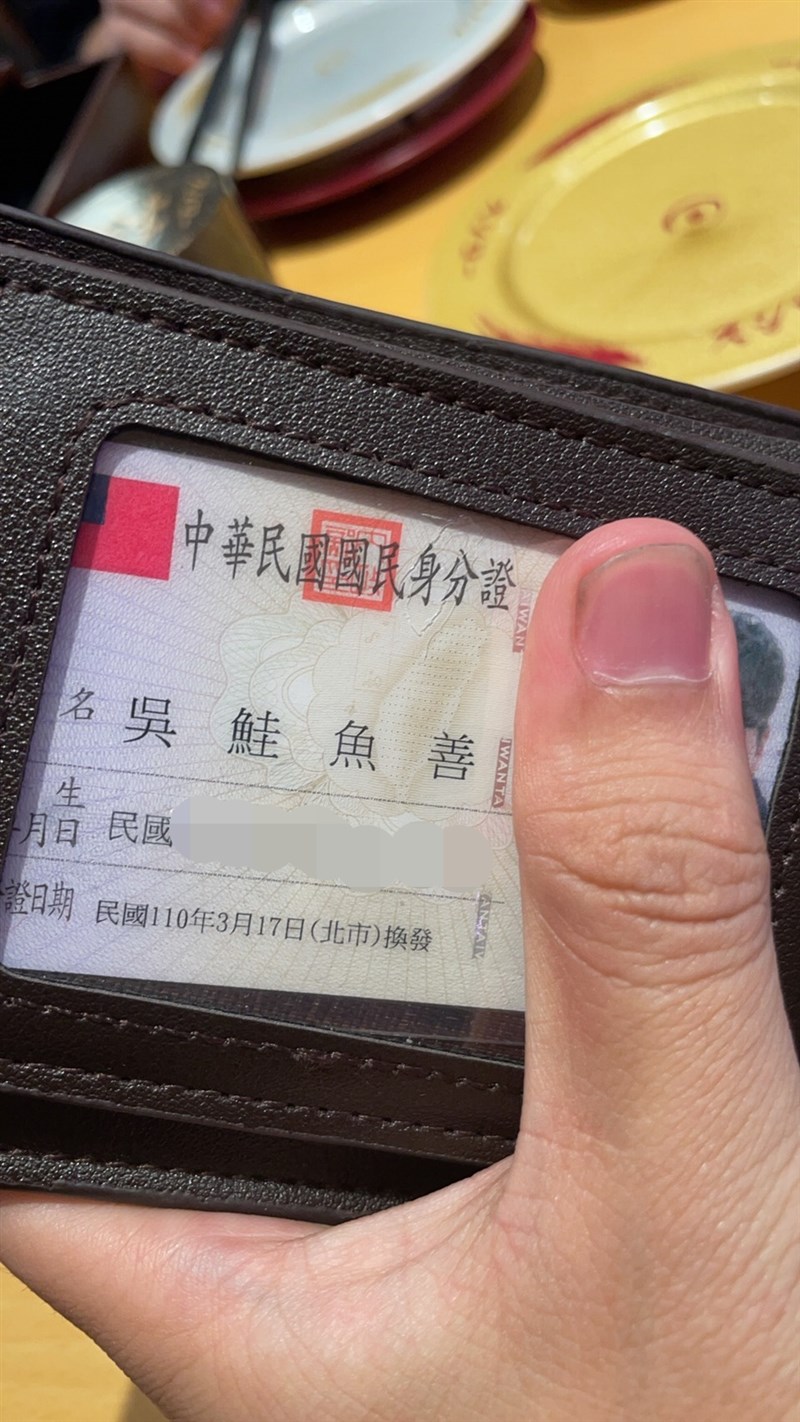 中華民國國民身分證
名 吳鮭魚善
生
月日 民國
證日期 民國110年3月17日(北市)換發